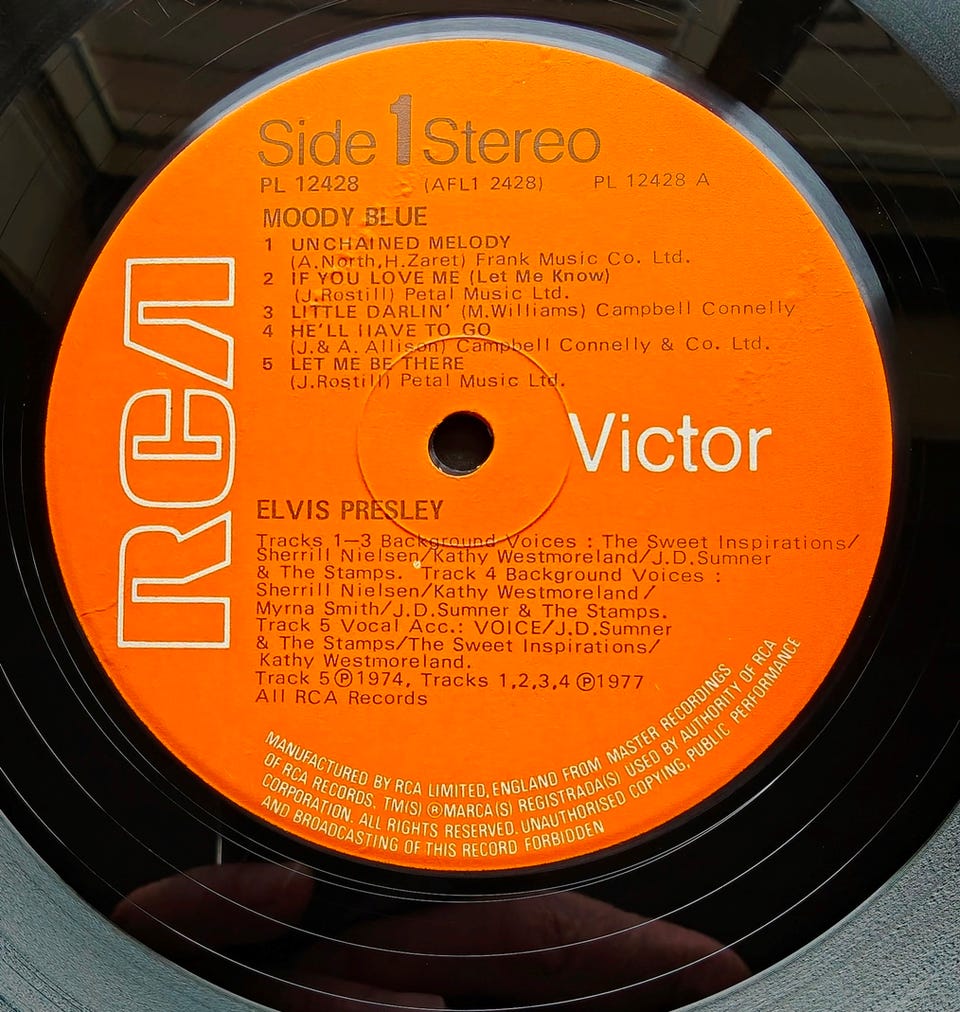 Side 1 Stereo
PL 12428 (AFL1 2428) PL 12428 A
MOODY BLUE
1 UNCHAINED MELODY
(A.North,H.Zaret) Frank Music Co. Ltd.
2 IF YOU LOVE ME (Let Me Know)
(J.Rostill) Petal Music Ltd.
3 LITTLE DARLIN' (M.Williams) Campbell Connelly
4 HE'LL HAVE TO GO
(J.& A. Allison) Campbell Connelly & Co. Ltd.
5 LET ME BE THERE
(J.Rostill) Petal Music Ltd.
RCA
Victor
ELVIS PRESLEY
Tracks 1–3 Background Voices : The Sweet Inspirations/
Sherrill Nielsen/Kathy Westmoreland/J.D.Sumner
& The Stamps. Track 4 Background Voices :
Sherrill Nielsen/Kathy Westmoreland/
Myrna Smith/J.D.Sumner & The Stamps.
Track 5 Vocal Acc.: VOICE/J.D.Sumner
& The Stamps/The Sweet Inspirations/
Kathy Westmoreland.
Track 5 ℗1974, Tracks 1,2,3,4 ℗1977
All RCA Records
MANUFACTURED BY RCA LIMITED, ENGLAND FROM MASTER RECORDINGS
OF RCA RECORDS. TM(S) ® MARCA(S) REGISTRADA(S) USED BY AUTHORITY OF RCA
CORPORATION. ALL RIGHTS RESERVED. UNAUTHORISED COPYING, PUBLIC PERFORMANCE
AND BROADCASTING OF THIS RECORD FORBIDDEN